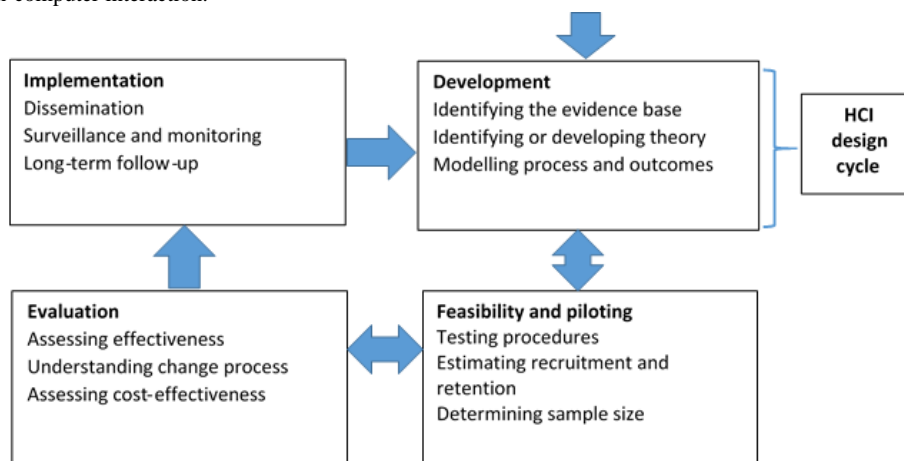 computer interaction.
Implementation
Dissemination
Surveillance and monitoring
Long-term follow-up
Development
Identifying the evidence base
Identifying or developing theory
Modelling process and outcomes
HCI
design
cycle
Evaluation
Assessing effectiveness
Understanding change process
Assessing cost-effectiveness
Feasibility and piloting
Testing procedures
Estimating recruitment and
retention
Determining sample size